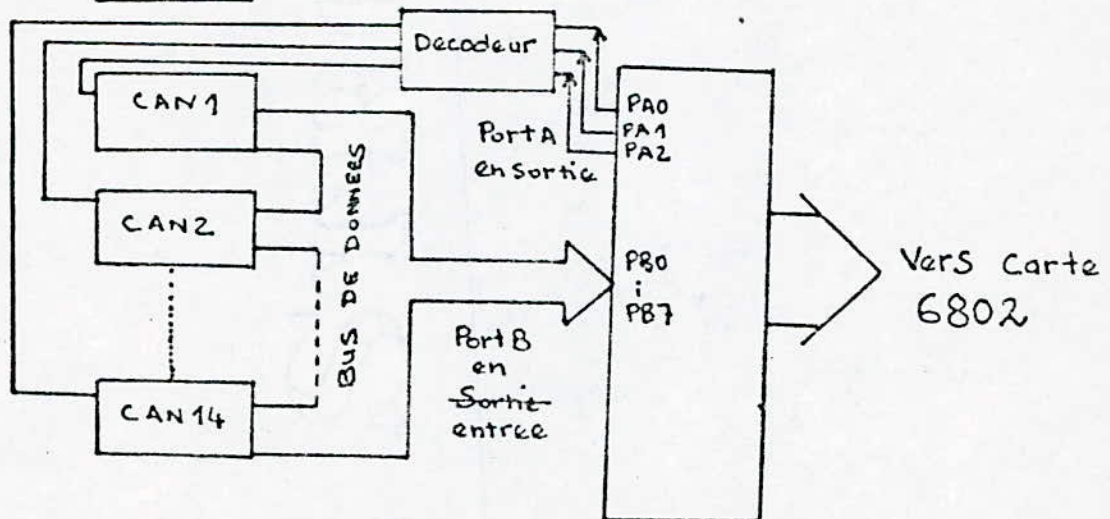 Decodeur
CAN1
PA0
PA1
PA2
Port A
en Sortie
CAN2
BUS DE DONNERS
PB0
PB7
Vers Carte
6802
Port B
en
Sortie
entree
CAN14